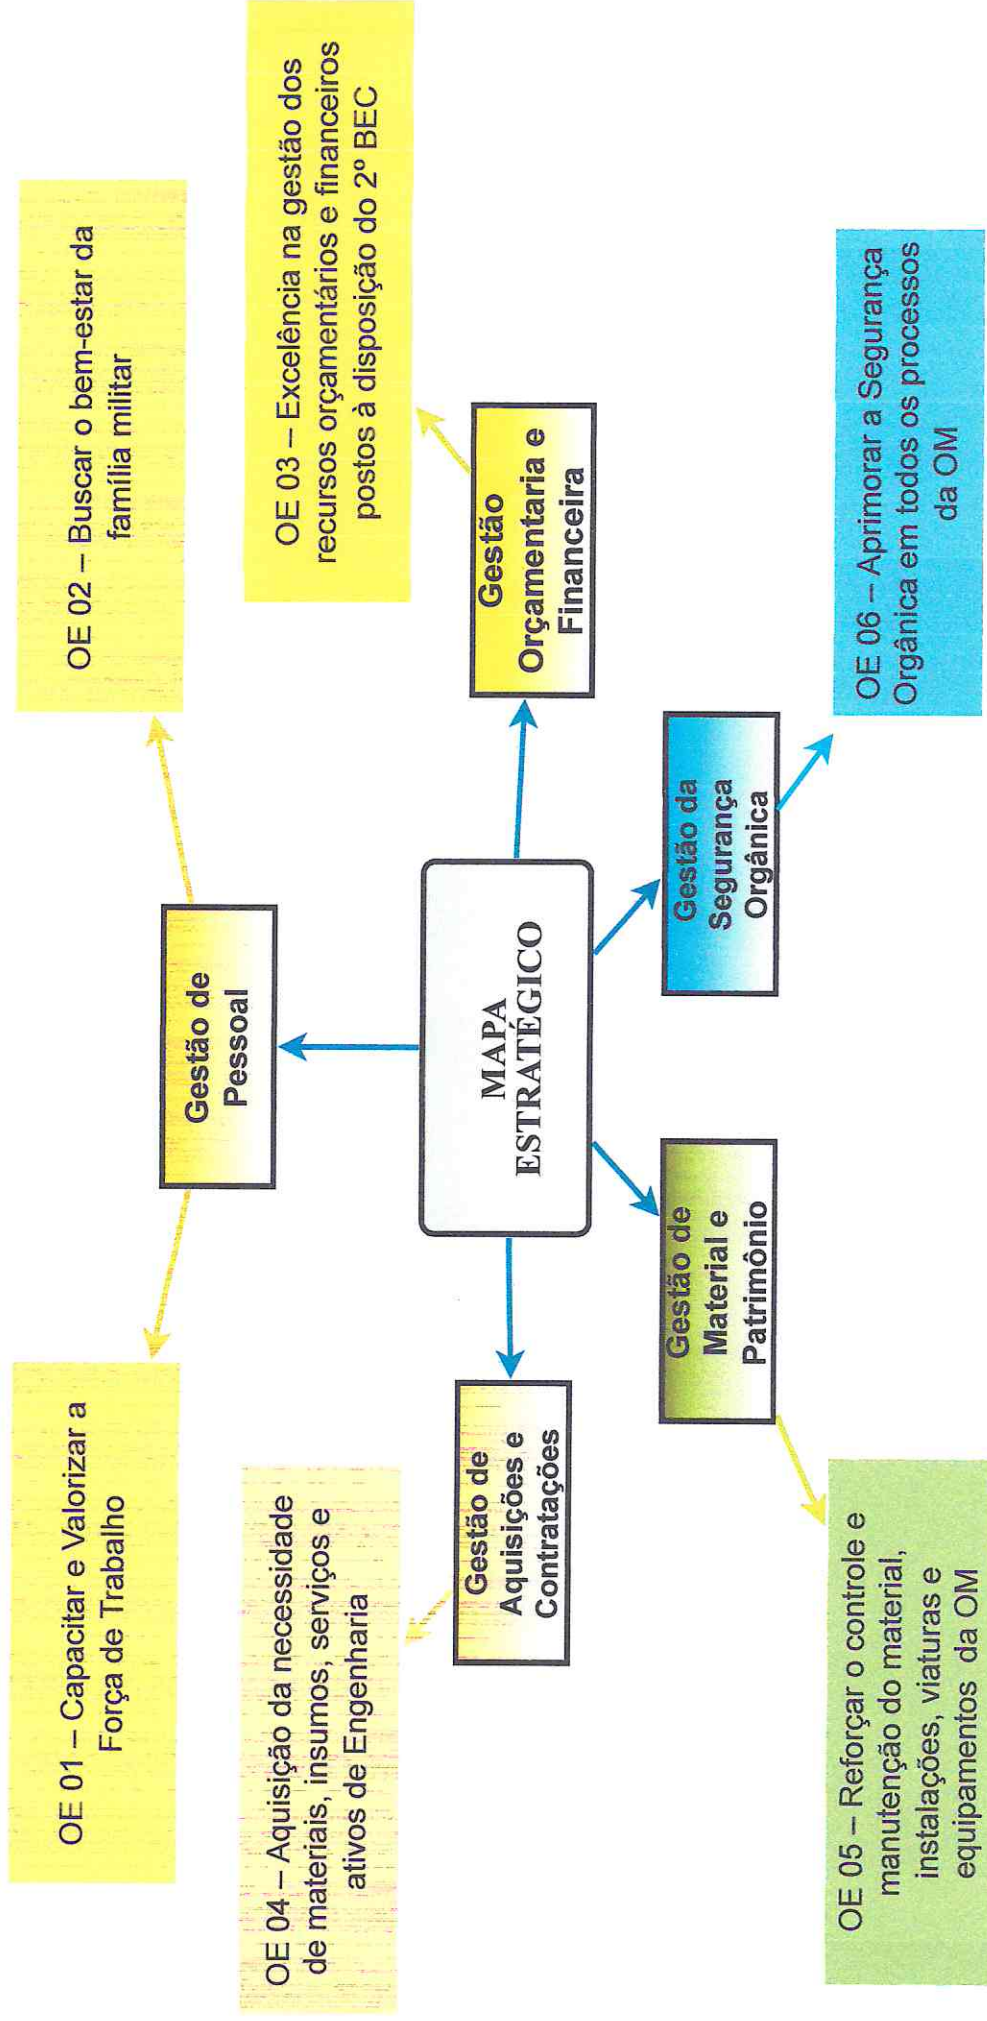 OE 01 – Capacitar e Valorizar a
Força de Trabalho
OE 02 – Buscar o bem-estar da
família militar
Gestão de
Pessoal
OE 04 – Aquisição da necessidade
de materiais, insumos, serviços e
ativos de Engenharia
OE 03 – Excelência na gestão dos
recursos orçamentários e financeiros
postos à disposição do 2º BEC
Gestão de
Aquisições e
Contratações
MAPA
ESTRATÉGICO
Gestão
Orçamentaria e
Financeira
Gestão de
Material e
Patrimônio
Gestão da
Segurança
Orgânica
OE 05 – Reforçar o controle e
manutenção do material,
instalações, viaturas e
equipamentos da OM
OE 06 – Aprimorar a Segurança
Orgânica em todos os processos
da OM